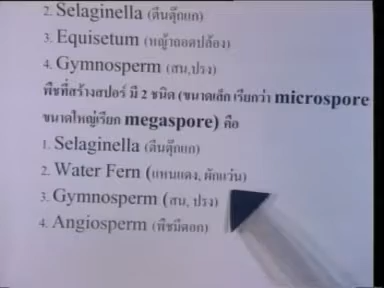 2. Selaginella (ตีนตุ๊กแก)
3. Equisetum (หญ้าถอดปล้อง)
4. Gymnosperm (สน,ปรง)
พืชที่สร้างสปอร์ มี 2 ชนิด (ขนาดเล็ก เรียกว่า microspore
ขนาดใหญ่เรียก megaspore) คือ
1. Selaginella (ตีนตุ๊กแก)
2. Water Fern (แหนแดง, ผักแว่น)
3. Gymnosperm (สน, ปรง)
4. Angiosperm (พืชมีดอก)